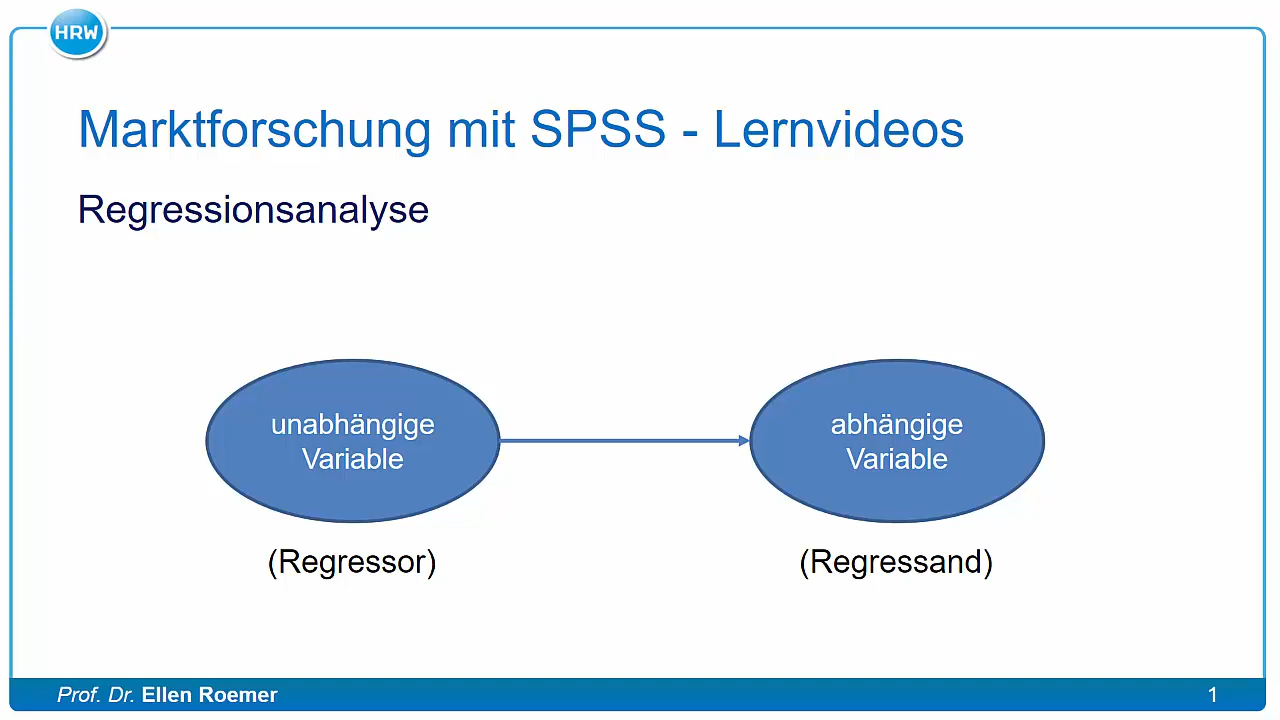 HRW
Marktforschung mit SPSS - Lernvideos
Regressionsanalyse
unabhängige
Variable
abhängige
Variable
(Regressor)
(Regressand)
Prof. Dr. Ellen Roemer
1